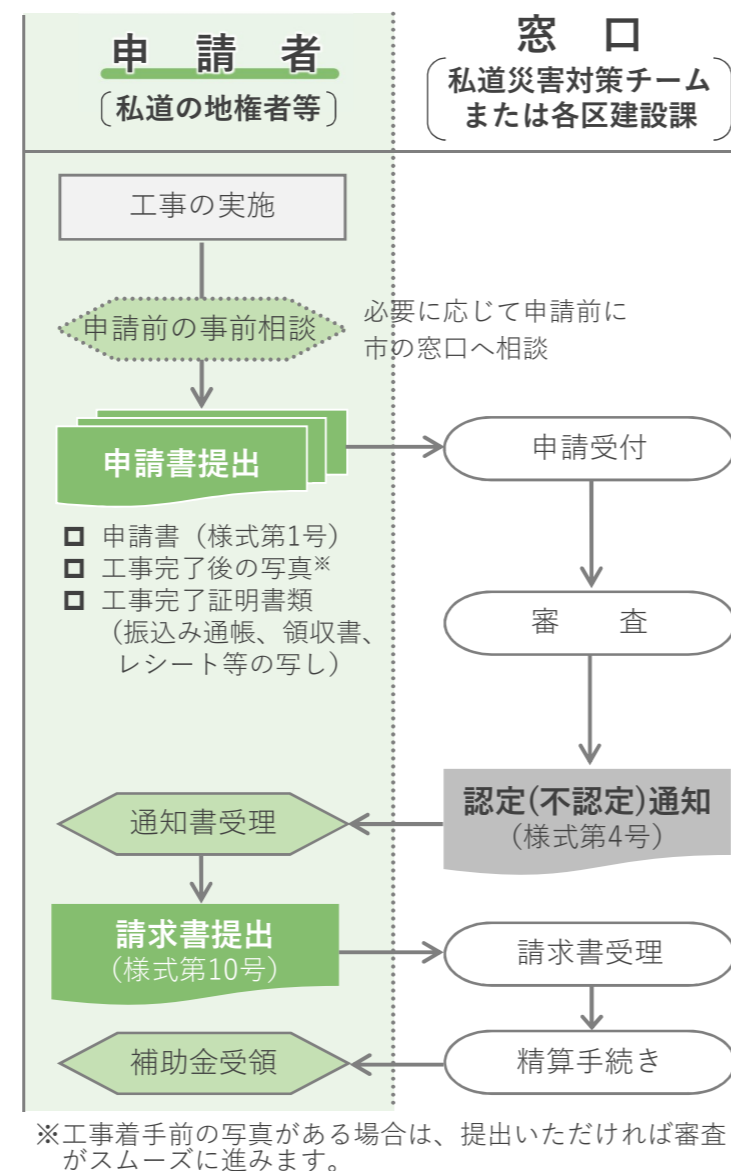 申請者
(私道の地権者等)
窓口
(私道災害対策チーム
または各区建設課)
工事の実施
申請前の事前相談
必要に応じて申請前に
市の窓口へ相談
申請書提出
申請受付
申請書（様式第1号）
工事完了後の写真※
工事完了証明書類
（振込み通帳、領収書、
レシート等の写し）
審査
認定(不認定)通知
（様式第4号）
通知書受理
請求書提出
（様式第10号）
請求書受理
精算手続き
補助金受領
※工事着手前の写真がある場合は、提出いただければ審査
がスムーズに進みます。